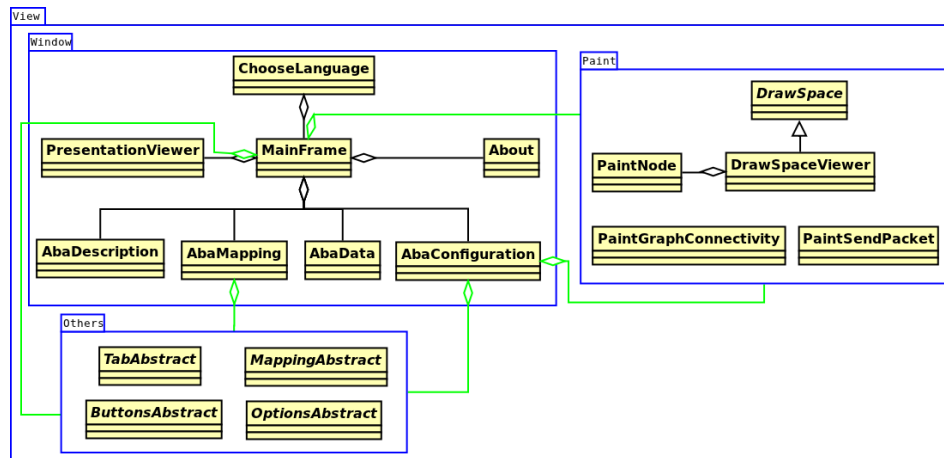 View
Window
ChooseLanguage
PresentationViewer
MainFrame
About
AbaDescription
AbaMapping
AbaData
AbaConfiguration
Paint
DrawSpace
PaintNode
DrawSpaceViewer
PaintGraphConnectivity
PaintSendPacket
Others
TabAbstract
MappingAbstract
ButtonsAbstract
OptionsAbstract